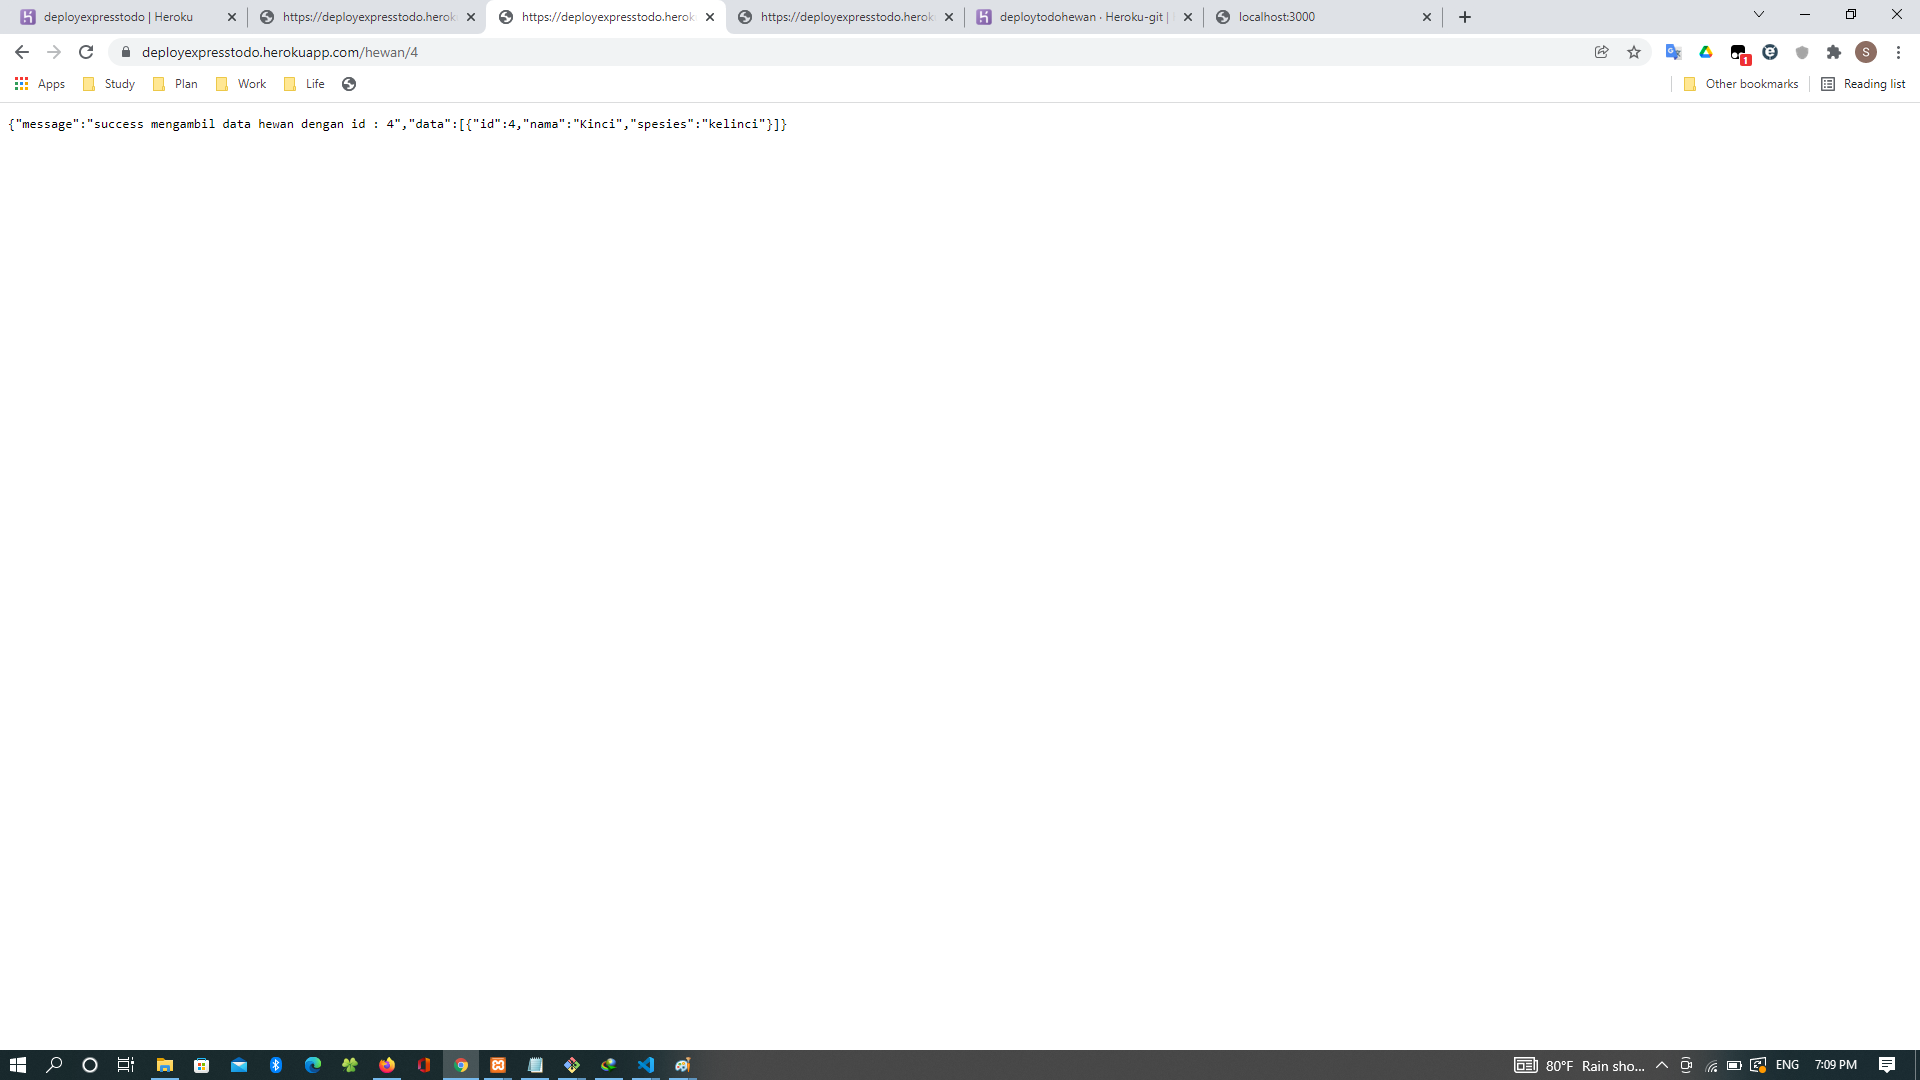 deployexpresstodo | Heroku
https://deployexpresstodo.herok
https://deployexpresstodo.herok
https://deployexpresstodo.herok
deploytodohewan · Heroku-git |
localhost:3000
deployexpresstodo.herokuapp.com/hewan/4
1
S
Apps
Study
Plan
Work
Life
Other bookmarks
Reading list
{"message":"success mengambil data hewan dengan id : 4","data":[{"id":4,"nama":"Kinci","spesies":"kelinci"}]}
80°F Rain sho...
ENG
7:09 PM